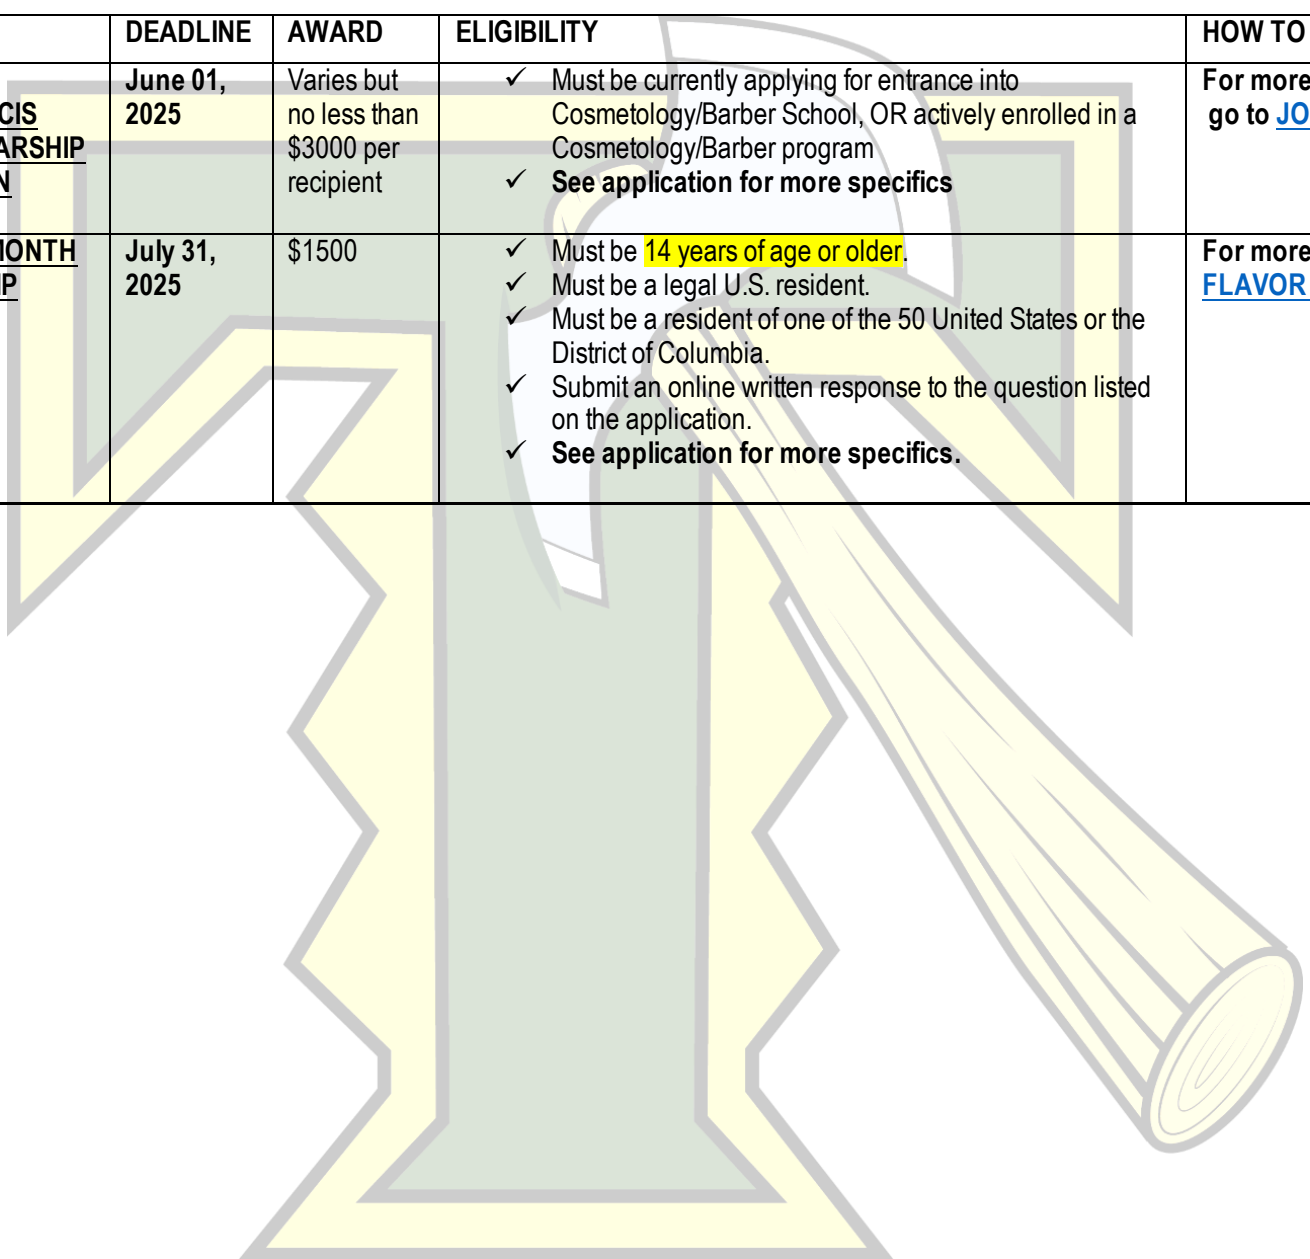 DEADLINE AWARD ELIGIBILITY HOW TO
CIS
ARSHIP
N
June 01,
2025
Varies but
no less than
$3000 per
recipient
✓ Must be currently applying for entrance into
Cosmetology/Barber School, OR actively enrolled in a
Cosmetology/Barber program
✓ See application for more specifics
For more
go to JO
MONTH
IP
July 31,
2025
$1500
✓ Must be 14 years of age or older.
✓ Must be a legal U.S. resident.
✓ Must be a resident of one of the 50 United States or the
District of Columbia.
✓ Submit an online written response to the question listed
on the application.
✓ See application for more specifics.
For more
FLAVOR